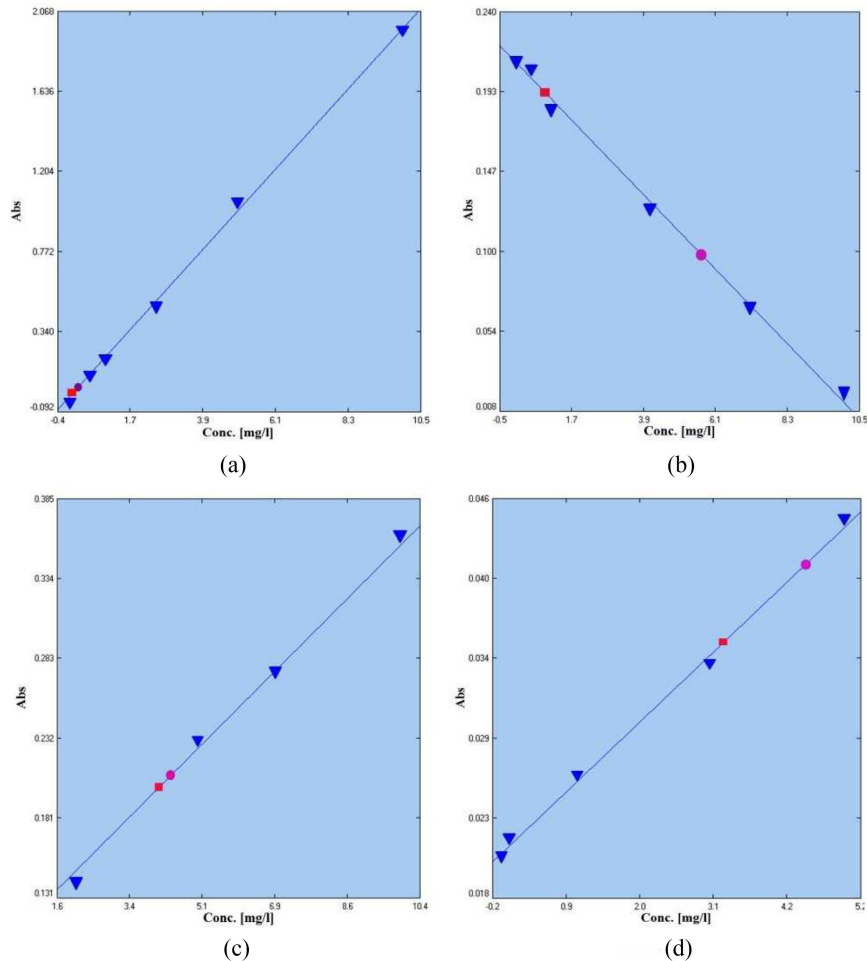 2.068
1.636
1.204
0.772
0.340
-0.092
Abs
-0.4 1.7 3.9 6.1 8.3 10.5
Conc. [mg/l]
(a)
0.240
0.193
0.147
0.100
0.054
0.008
Abs
-0.5 1.7 3.9 6.1 8.3 10.5
Conc. [mg/l]
(b)
0.385
0.334
0.283
0.232
0.181
0.131
Abs
1.6 3.4 5.1 6.9 8.6 10.4
Conc. [mg/l]
(c)
0.046
0.040
0.034
0.029
0.023
0.018
Abs
-0.2 0.9 2.0 3.1 4.2 5.2
Conc. [mg/l]
(d)